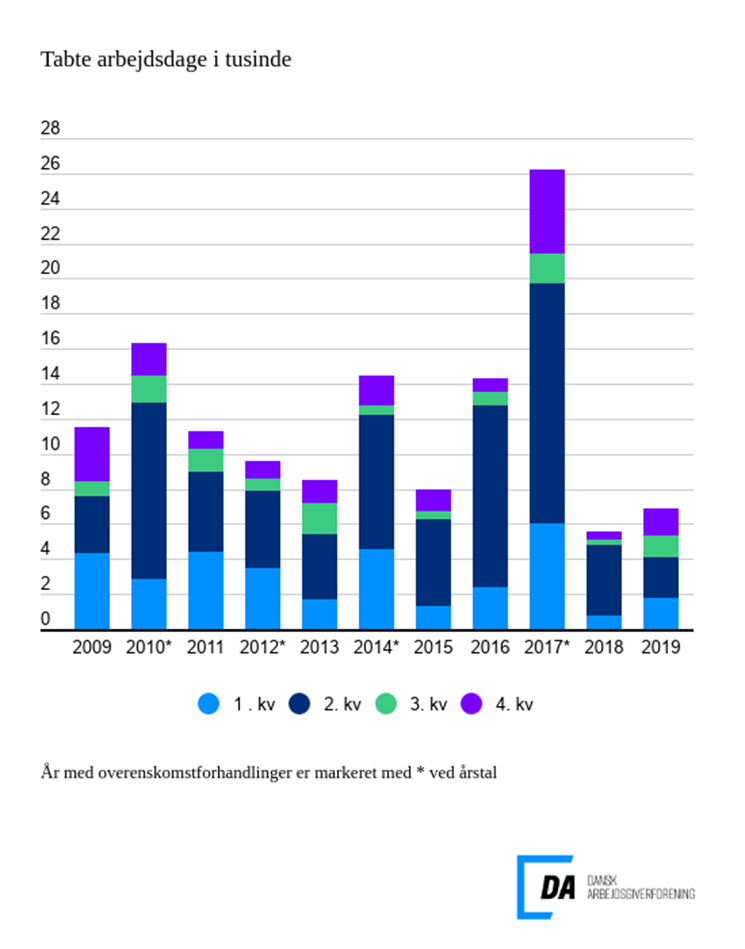 Tabte arbejdsdage i tusinde
28
26
24
22
20
18
16
14
12
10
8
6
4
2
0
2009 2010* 2011 2012* 2013 2014* 2015 2016 2017* 2018 2019
1 . kv 2. kv 3. kv 4. kv
År med overenskomstforhandlinger er markeret med * ved årstal
DA DANSK
ARBEJDSGIVERFORENING